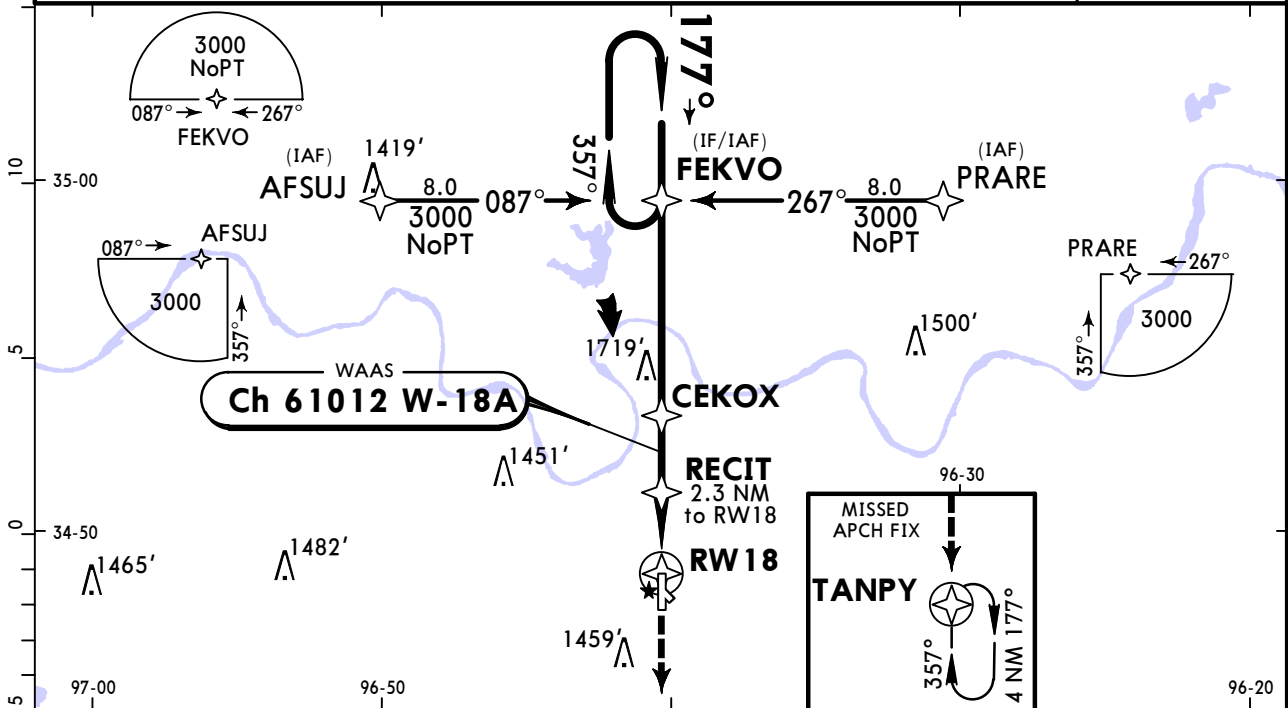 3000
NoPT
087° 267°
FEKVO
177°
(IAF)
AFSUJ
1419'
357°
(IF/IAF)
FEKVO
(IAF)
PRARE
10
35-00
8.0
087°
3000
NoPT
267°
8.0
3000
NoPT
087°
AFSUJ
3000
357°
PRARE
267°
3000
357°
5
1719'
1500'
WAAS
Ch 61012 W-18A
CEKOX
1451'
RECIT
2.3 NM
to RW18
96-30
MISSED
APCH FIX
TANPY
357°
4 NM 177°
0
34-50
1465'
1482'
RW18
1459'
5
97-00
96-50
96-20